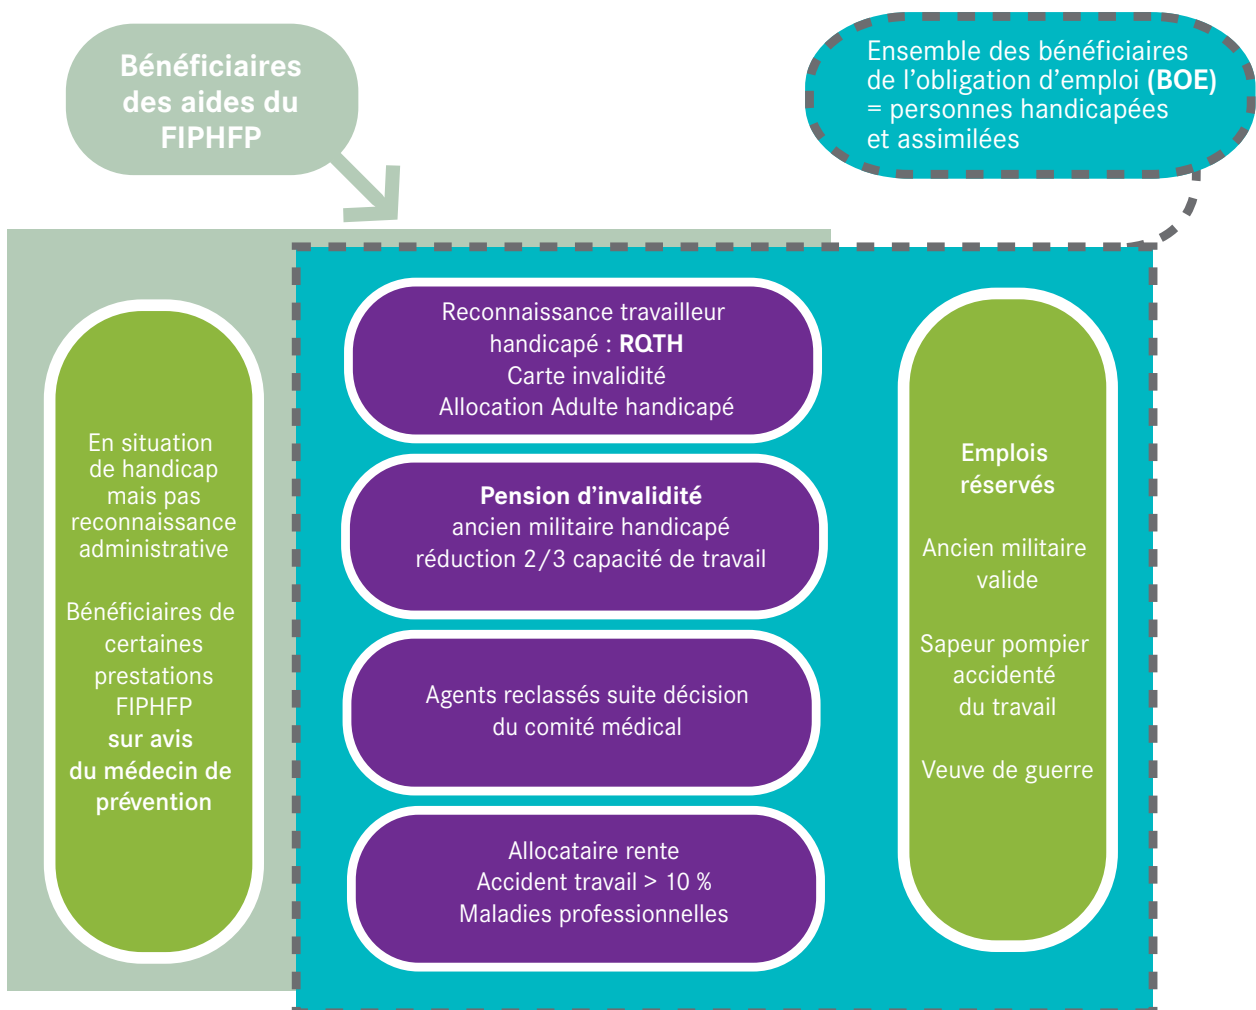 Bénéficiaires
des aides du
FIPHFP
Ensemble des bénéficiaires
de l'obligation d'emploi (BOE)
= personnes handicapées
et assimilées
En situation
de handicap
mais pas
reconnaissance
administrative
Bénéficiaires de
certaines
prestations
FIPHFP
sur avis
du médecin de
prévention
Reconnaissance travailleur
handicapé : RQTH
Carte invalidité
Allocation Adulte handicapé
Pension d'invalidité
ancien militaire handicapé
réduction 2/3 capacité de travail
Agents reclassés suite décision
du comité médical
Allocataire rente
Accident travail > 10 %
Maladies professionnelles
Emplois
réservés
Ancien militaire
valide
Sapeur pompier
accidenté
du travail
Veuve de guerre